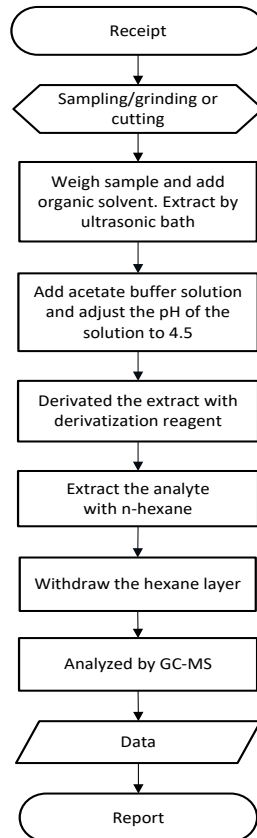 Receipt
Sampling/grinding or
cutting
Weigh sample and add
organic solvent. Extract by
ultrasonic bath
Add acetate buffer solution
and adjust the pH of the
solution to 4.5
Derivated the extract with
derivatization reagent
Extract the analyte
with n-hexane
Withdraw the hexane layer
Analyzed by GC-MS
Data
Report